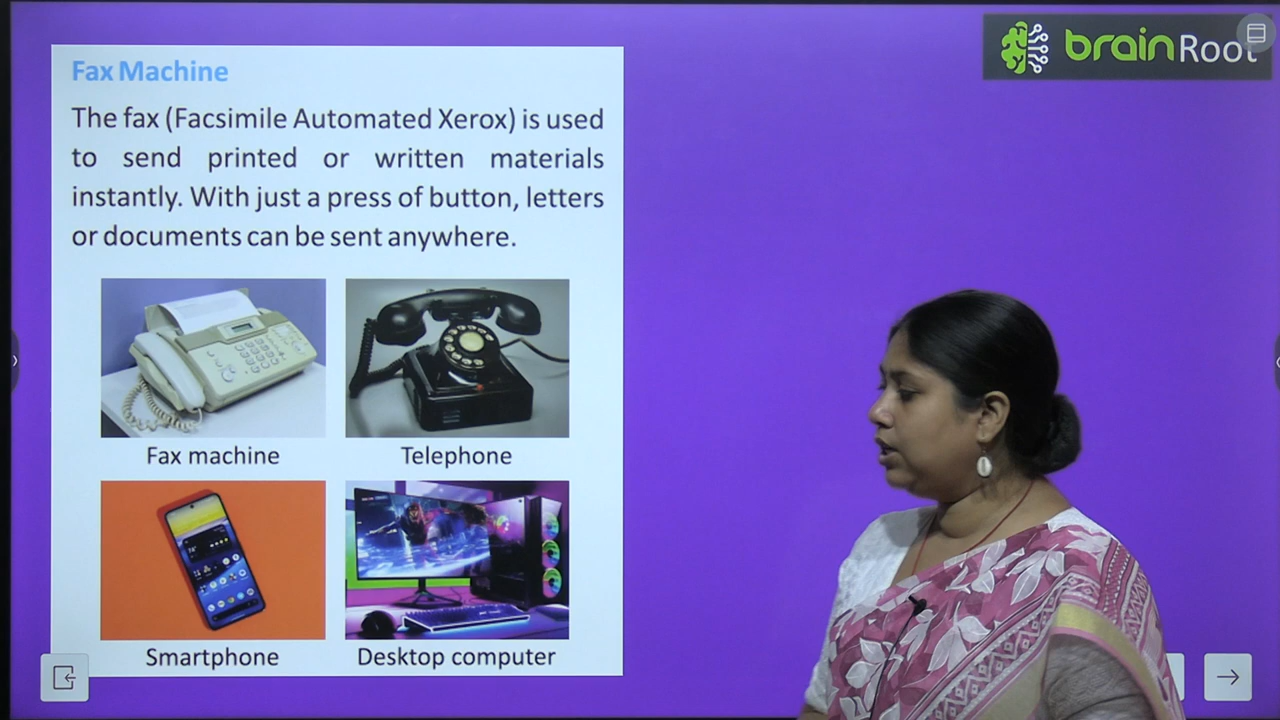 brainRoot
Fax Machine
The fax (Facsimile Automated Xerox) is used
to send printed or written materials
instantly. With just a press of button, letters
or documents can be sent anywhere.
Fax machine
Telephone
Smartphone
Desktop computer